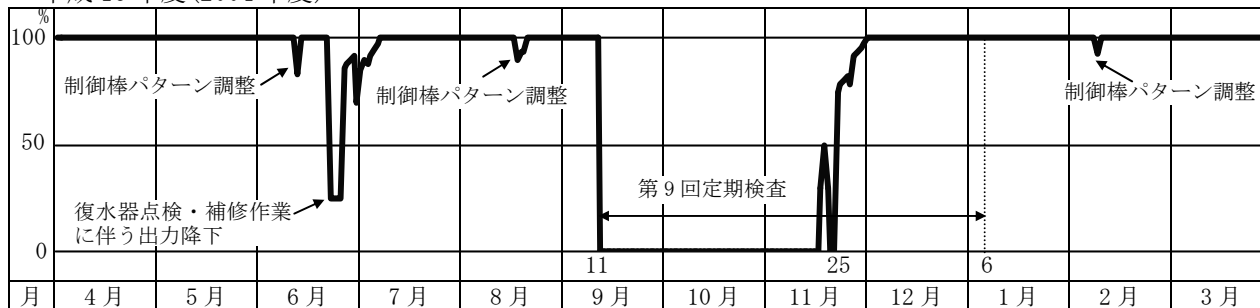 %
100
制御棒パターン調整
制御棒パターン調整
制御棒パターン調整
50
第9回定期検査
復水器点検・補修作業
に伴う出力降下
0
11
25
6
月 4月 5月 6月 7月 8月 9月 10月 11月 12月 1月 2月 3月